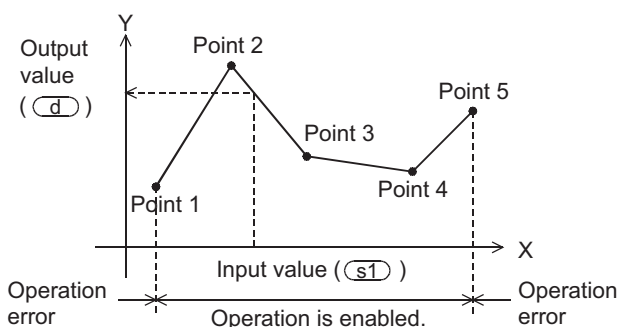 Y
Output
value
( d )
Point 2
Point 5
Point 3
Point 1
Point 4
X
Input value ( s1 )
Operation
error
Operation is enabled.
Operation
error